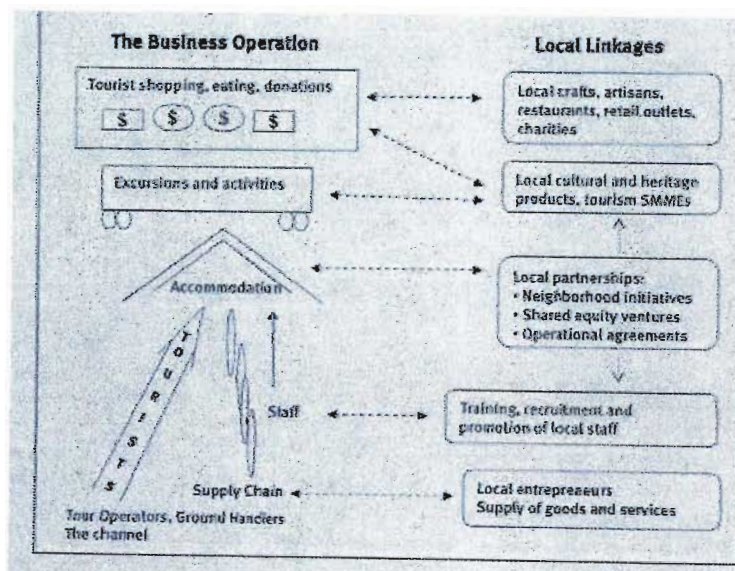 The Business Operation
Tourist shopping, eating, donations
$ $ $ $
Excursions and activities
Accommodation
TOURISTS
Staff
Supply Chain
Tour Operators, Ground Handlers
The channel
Local Linkages
Local crafts, artisans,
restaurants, retail outlets,
charities
Local cultural and heritage
products, tourism SMMEs
Local partnerships:
• Neighborhood initiatives
• Shared equity ventures
• Operational agreements
Training, recruitment and
promotion of local staff
Local entrepreneurs
Supply of goods and services